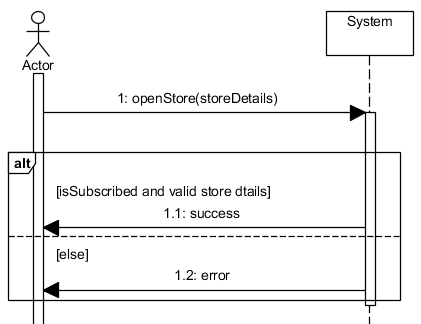 System
Actor
1: openStore(storeDetails)
alt
[isSubscribed and valid store dtails]
1.1: success
[else]
1.2: error